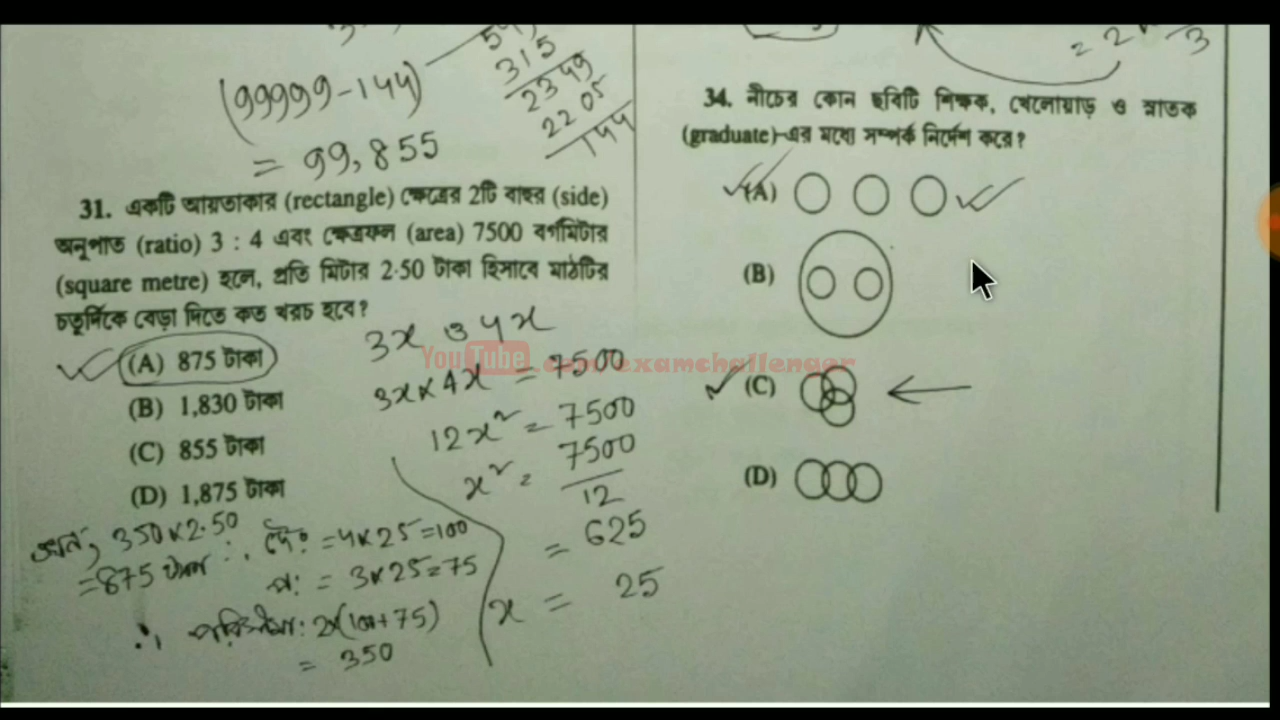 315
2349
2205
144
(99999-144)
= 99,855
31. একটি আয়তাকার (rectangle) ক্ষেত্রের 2টি বাহুর (side)
অনুপাত (ratio) 3 : 4 এবং ক্ষেত্রফল (area) 7500 বর্গমিটার
(square metre) হলে, প্রতি মিটার 2·50 টাকা হিসাবে মাঠটির
চতুর্দিকে বেড়া দিতে কত খরচ হবে?
(A) 875 টাকা
(B) 1,830 টাকা
(C) 855 টাকা
(D) 1,875 টাকা
3x ও 4x
3x × 4x = 7500
12x² = 7500
x² = 7500
12
= 625
x = 25
350×2.50
=875
∴ দৈ: = 4×25=100
প: = 3×25=75
∴ পরিসীমা: 2×(100+75)
= 350
YouTube.com/examchallenger
= 2
3
34. নীচের কোন ছবিটি শিক্ষক, খেলোয়াড় ও স্নাতক
(graduate)-এর মধ্যে সম্পর্ক নির্দেশ করে?
(A)
(B)
(C)
(D)